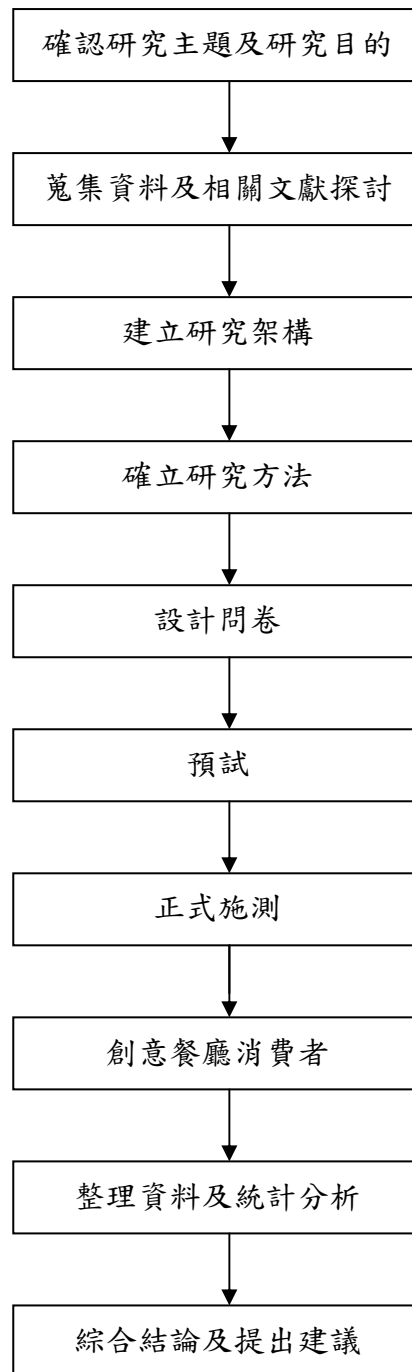 確認研究主題及研究目的
蒐集資料及相關文獻探討
建立研究架構
確立研究方法
設計問卷
預試
正式施測
創意餐廳消費者
整理資料及統計分析
綜合結論及提出建議